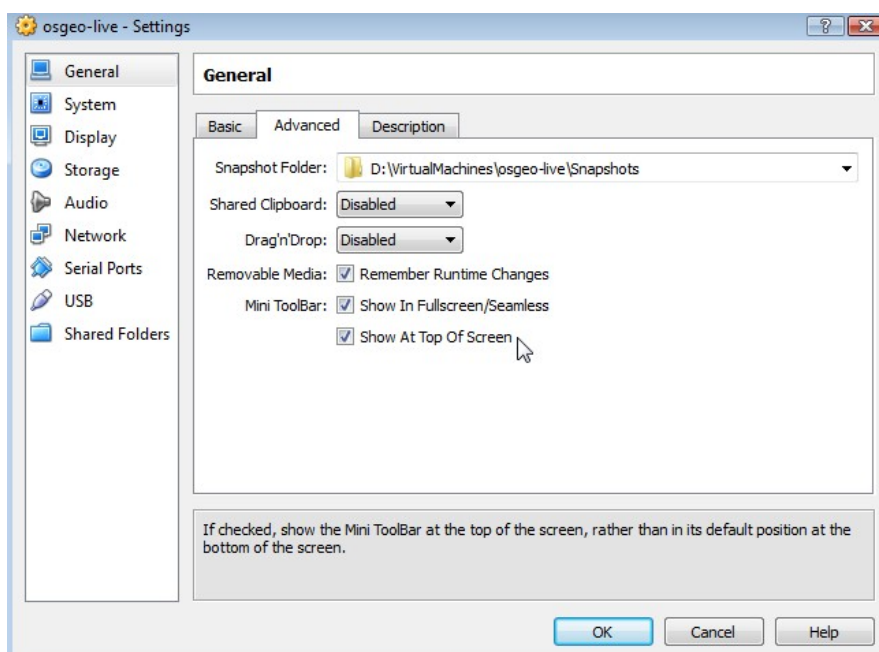 osgeo-live - Settings
General
System
Display
Storage
Audio
Network
Serial Ports
USB
Shared Folders
General
Basic Advanced Description
Snapshot Folder: D:\VirtualMachines\osgeo-live\Snapshots
Shared Clipboard: Disabled
Drag'n'Drop: Disabled
Removable Media: Remember Runtime Changes
Mini ToolBar: Show In Fullscreen/Seamless
Show At Top Of Screen
If checked, show the Mini ToolBar at the top of the screen, rather than in its default position at the
bottom of the screen.
OK Cancel Help